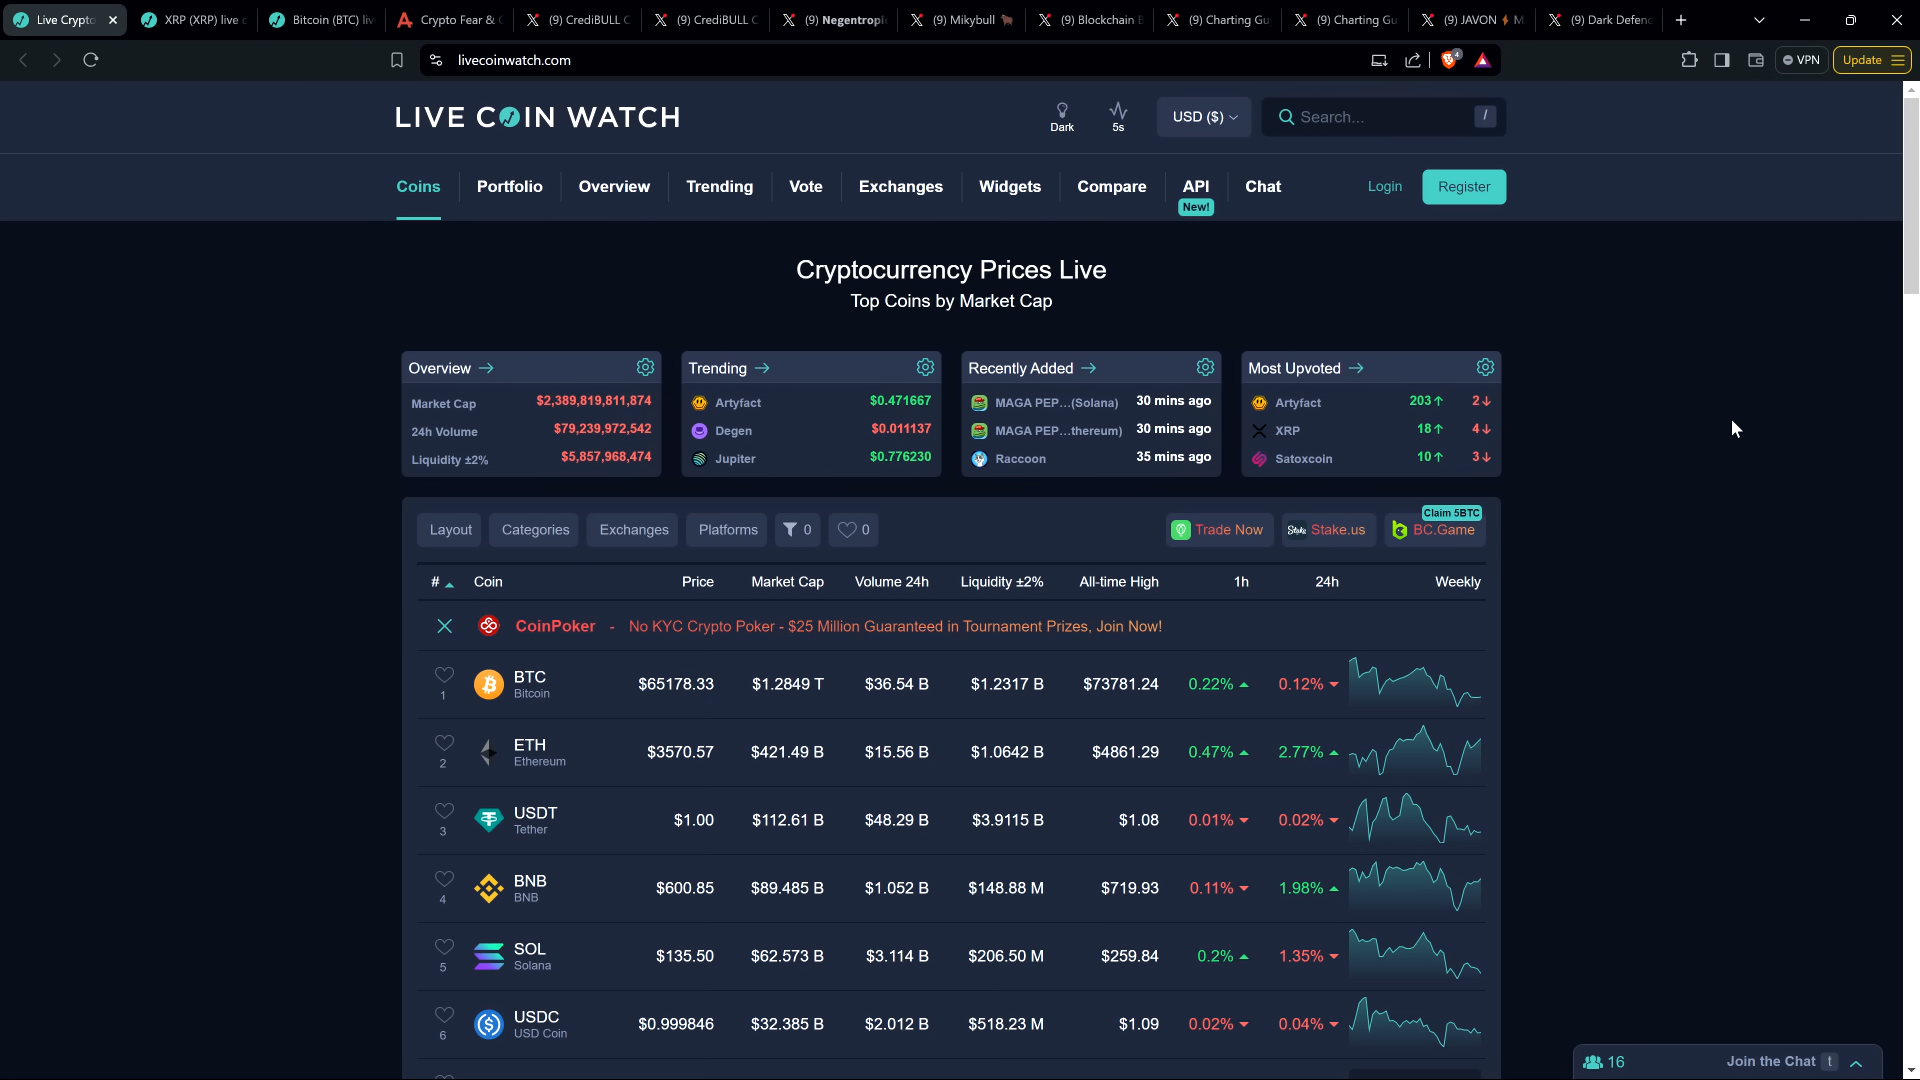 Live Crypto XRP (XRP) live Bitcoin (BTC) liv Crypto Fear & (9) CrediBULL C (9) CrediBULL C (9) Negentropi (9) Mikybull (9) Blockchain B (9) Charting Gu (9) Charting Gu (9) JAVON M (9) Dark Defend
livecoinwatch.com 4 VPN Update
LIVE COIN WATCH Dark 5s USD ($) Search... /
Coins Portfolio Overview Trending Vote Exchanges Widgets Compare API Chat Login Register
New!
Cryptocurrency Prices Live
Top Coins by Market Cap
Overview Trending Recently Added Most Upvoted
Market Cap $2,389,819,811,874 Artyfact $0.471667 MAGA PEP...(Solana) 30 mins ago Artyfact 203 2
24h Volume $79,239,972,542 Degen $0.011137 MAGA PEP...thereum) 30 mins ago XRP 18 4
Liquidity ±2% $5,857,968,474 Jupiter $0.776230 Raccoon 35 mins ago Satoxcoin 10 3
Claim 5BTC
Layout Categories Exchanges Platforms 0 0 Trade Now Stake Stake.us BC.Game
# Coin Price Market Cap Volume 24h Liquidity ±2% All-time High 1h 24h Weekly
CoinPoker - No KYC Crypto Poker - $25 Million Guaranteed in Tournament Prizes, Join Now!
1 BTC Bitcoin $65178.33 $1.2849 T $36.54 B $1.2317 B $73781.24 0.22% 0.12%
2 ETH Ethereum $3570.57 $421.49 B $15.56 B $1.0642 B $4861.29 0.47% 2.77%
3 USDT Tether $1.00 $112.61 B $48.29 B $3.9115 B $1.08 0.01% 0.02%
4 BNB BNB $600.85 $89.485 B $1.052 B $148.88 M $719.93 0.11% 1.98%
5 SOL Solana $135.50 $62.573 B $3.114 B $206.50 M $259.84 0.2% 1.35%
6 USDC USD Coin $0.999846 $32.385 B $2.012 B $518.23 M $1.09 0.02% 0.04%
16 Join the Chat t